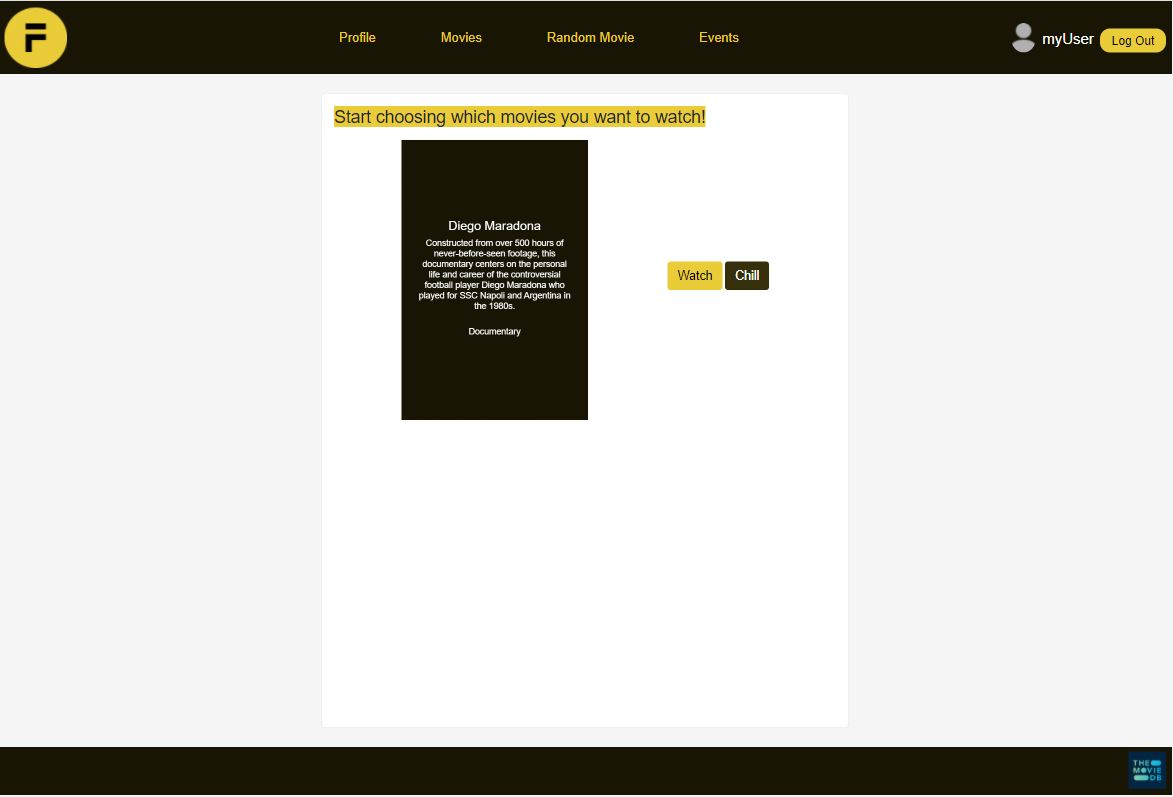 F
Profile Movies Random Movie Events myUser Log Out
Start choosing which movies you want to watch!
Diego Maradona
Constructed from over 500 hours of
never-before-seen footage, this
documentary centers on the personal
life and career of the controversial
football player Diego Maradona who
played for SSC Napoli and Argentina in
the 1980s.
Documentary
Watch Chill
THE
MOVIE
DB